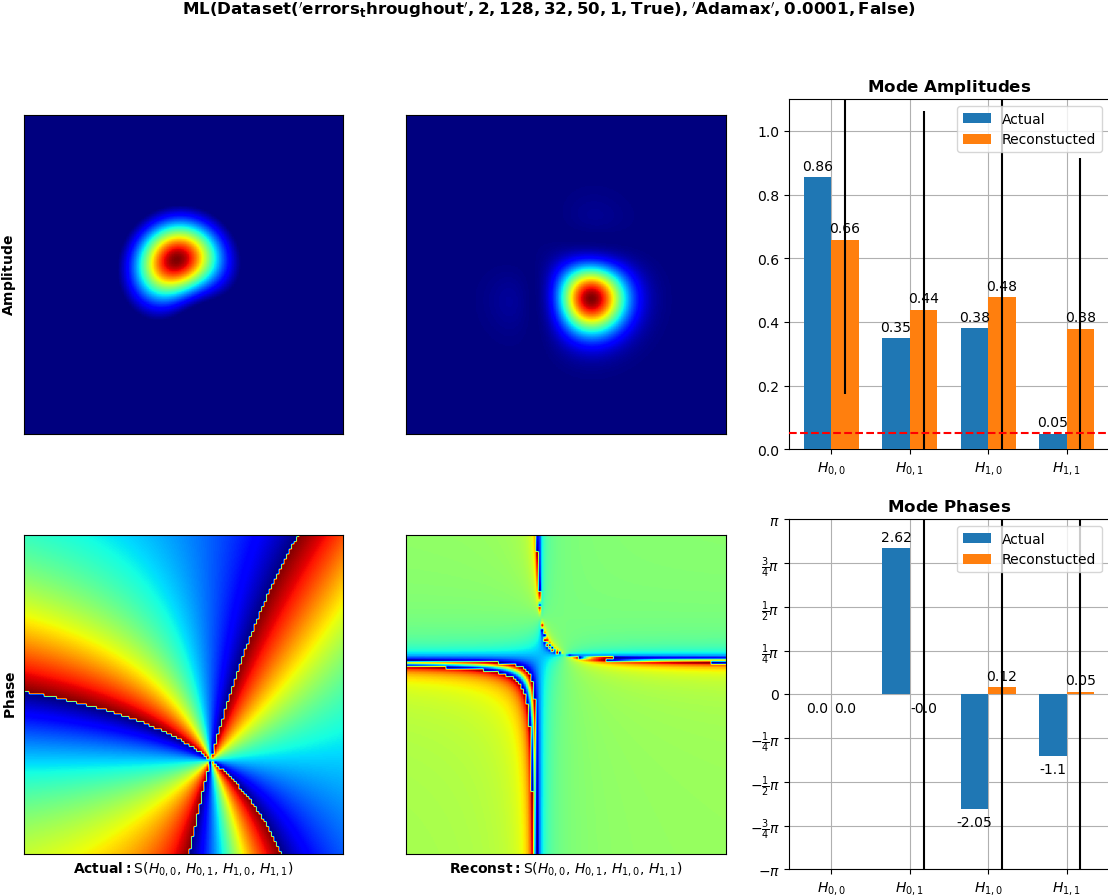 ML(Dataset(′errors_throughout′, 2, 128, 32, 50, 1, True), ′Adamax′, 0.0001, False)
Mode Amplitudes
Amplitude
Actual
Reconstucted
1.0
0.8
0.6
0.4
0.2
0.0
0.86
0.66
0.35
0.44
0.38
0.48
0.05
0.38
H0,0
H0,1
H1,0
H1,1
Phase
Actual: S(H0,0, H0,1, H1,0, H1,1)
Reconst: S(H0,0, H0,1, H1,0, H1,1)
Mode Phases
Actual
Reconstucted
π
3/4π
1/2π
1/4π
0
−1/4π
−1/2π
−3/4π
−π
0.0
0.0
2.62
-0.0
-2.05
0.12
-1.1
0.05
H0,0
H0,1
H1,0
H1,1